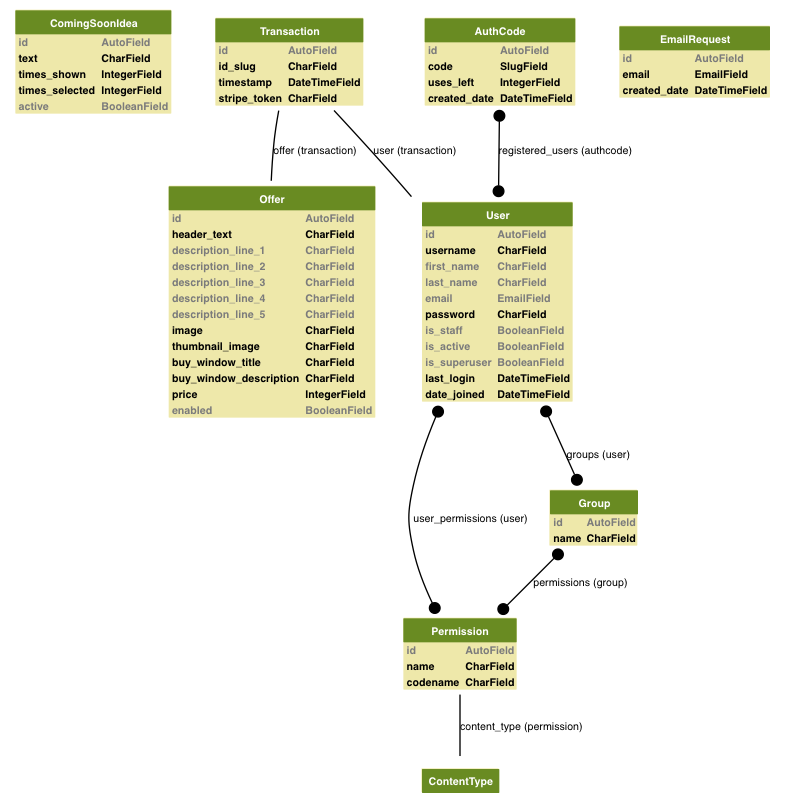 ComingSoonIdea
id AutoField
text CharField
times_shown IntegerField
times_selected IntegerField
active BooleanField
Transaction
id AutoField
id_slug CharField
timestamp DateTimeField
stripe_token CharField
AuthCode
id AutoField
code SlugField
uses_left IntegerField
created_date DateTimeField
EmailRequest
id AutoField
email EmailField
created_date DateTimeField
offer (transaction)
user (transaction)
registered_users (authcode)
Offer
id AutoField
header_text CharField
description_line_1 CharField
description_line_2 CharField
description_line_3 CharField
description_line_4 CharField
description_line_5 CharField
image CharField
thumbnail_image CharField
buy_window_title CharField
buy_window_description CharField
price IntegerField
enabled BooleanField
User
id AutoField
username CharField
first_name CharField
last_name CharField
email EmailField
password CharField
is_staff BooleanField
is_active BooleanField
is_superuser BooleanField
last_login DateTimeField
date_joined DateTimeField
groups (user)
user_permissions (user)
Group
id AutoField
name CharField
permissions (group)
Permission
id AutoField
name CharField
codename CharField
content_type (permission)
ContentType